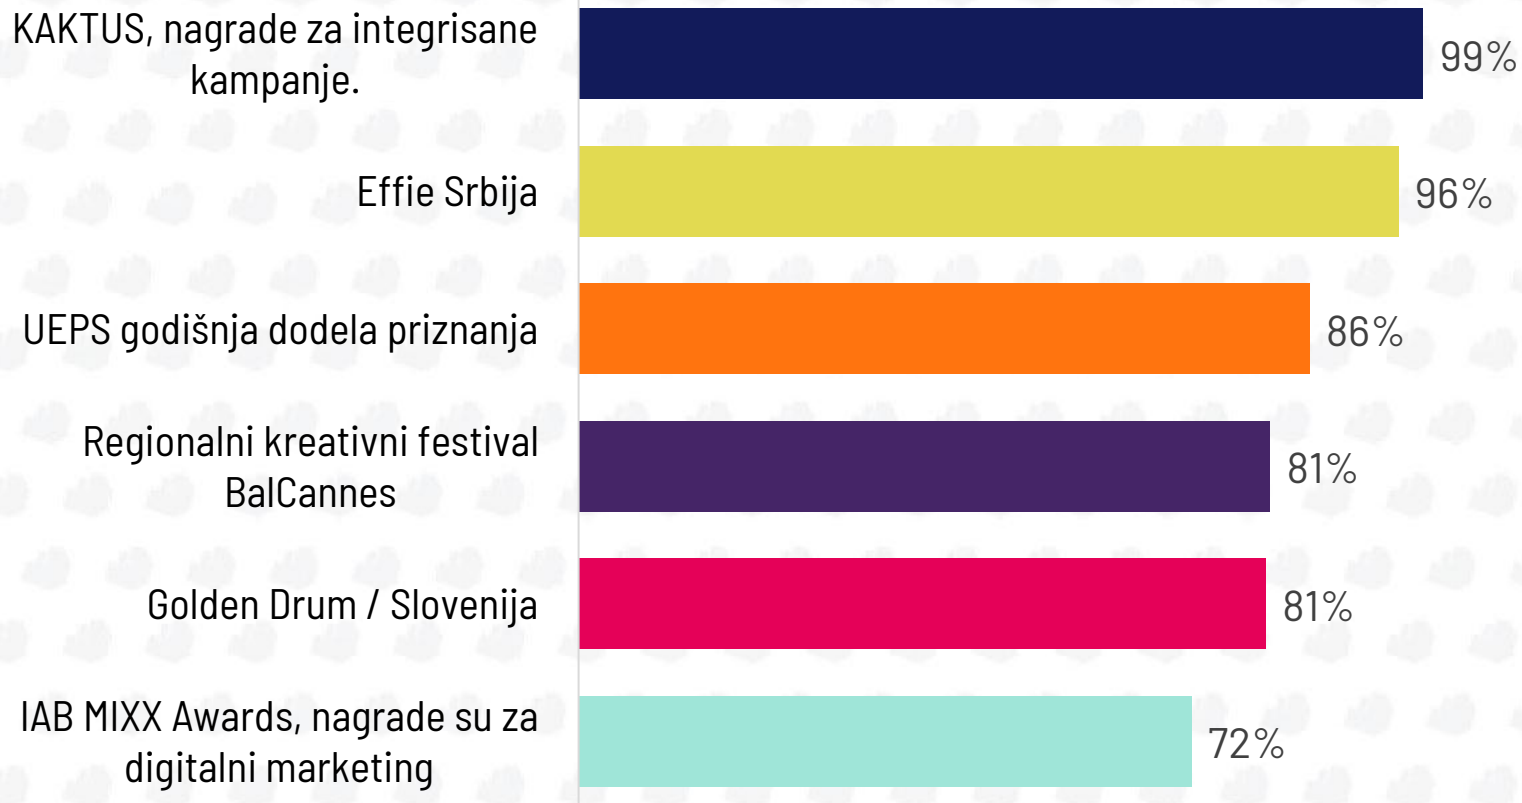 KAKTUS, nagrade za integrisane
kampanje.
99%
Effie Srbija
96%
UEPS godišnja dodela priznanja
86%
Regionalni kreativni festival
BalCannes
81%
Golden Drum / Slovenija
81%
IAB MIXX Awards, nagrade su za
digitalni marketing
72%